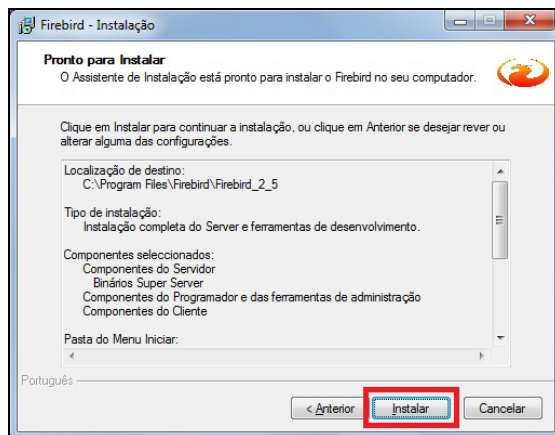 Firebird - Instalação
Pronto para Instalar
O Assistente de Instalação está pronto para instalar o Firebird no seu computador.
Clique em Instalar para continuar a instalação, ou clique em Anterior se desejar rever ou
alterar alguma das configurações.
Localização de destino:
C:\Program Files\Firebird\Firebird_2_5
Tipo de instalação:
Instalação completa do Server e ferramentas de desenvolvimento.
Componentes seleccionados:
Componentes do Servidor
Binários Super Server
Componentes do Programador e das ferramentas de administração
Componentes do Cliente
Pasta do Menu Iniciar:
Português
< Anterior Instalar Cancelar